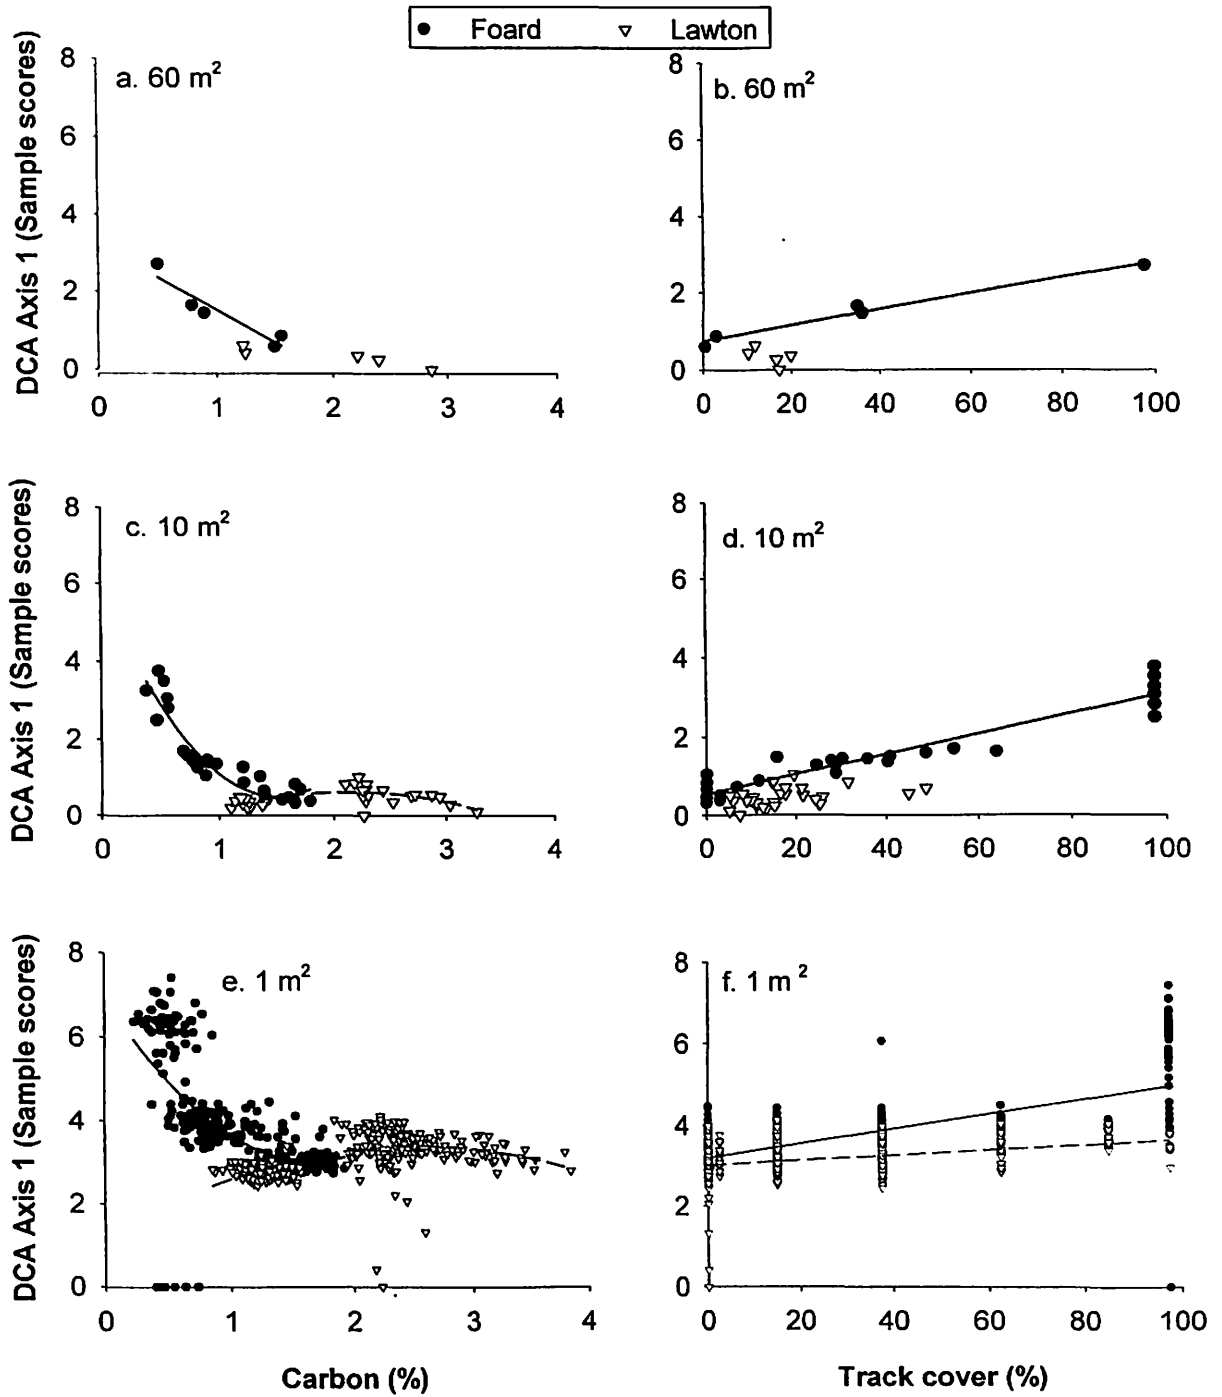 Foard Lawton
DCA Axis 1 (Sample scores)
a. 60 m²
8
6
4
2
0
0 1 2 3 4
b. 60 m²
8
6
4
2
0
0 20 40 60 80 100
DCA Axis 1 (Sample scores)
c. 10 m²
8
6
4
2
0
0 1 2 3 4
d. 10 m²
8
6
4
2
0
0 20 40 60 80 100
DCA Axis 1 (Sample scores)
e. 1 m²
8
6
4
2
0
0 1 2 3 4
Carbon (%)
f. 1 m ²
8
6
4
2
0
0 20 40 60 80 100
Track cover (%)